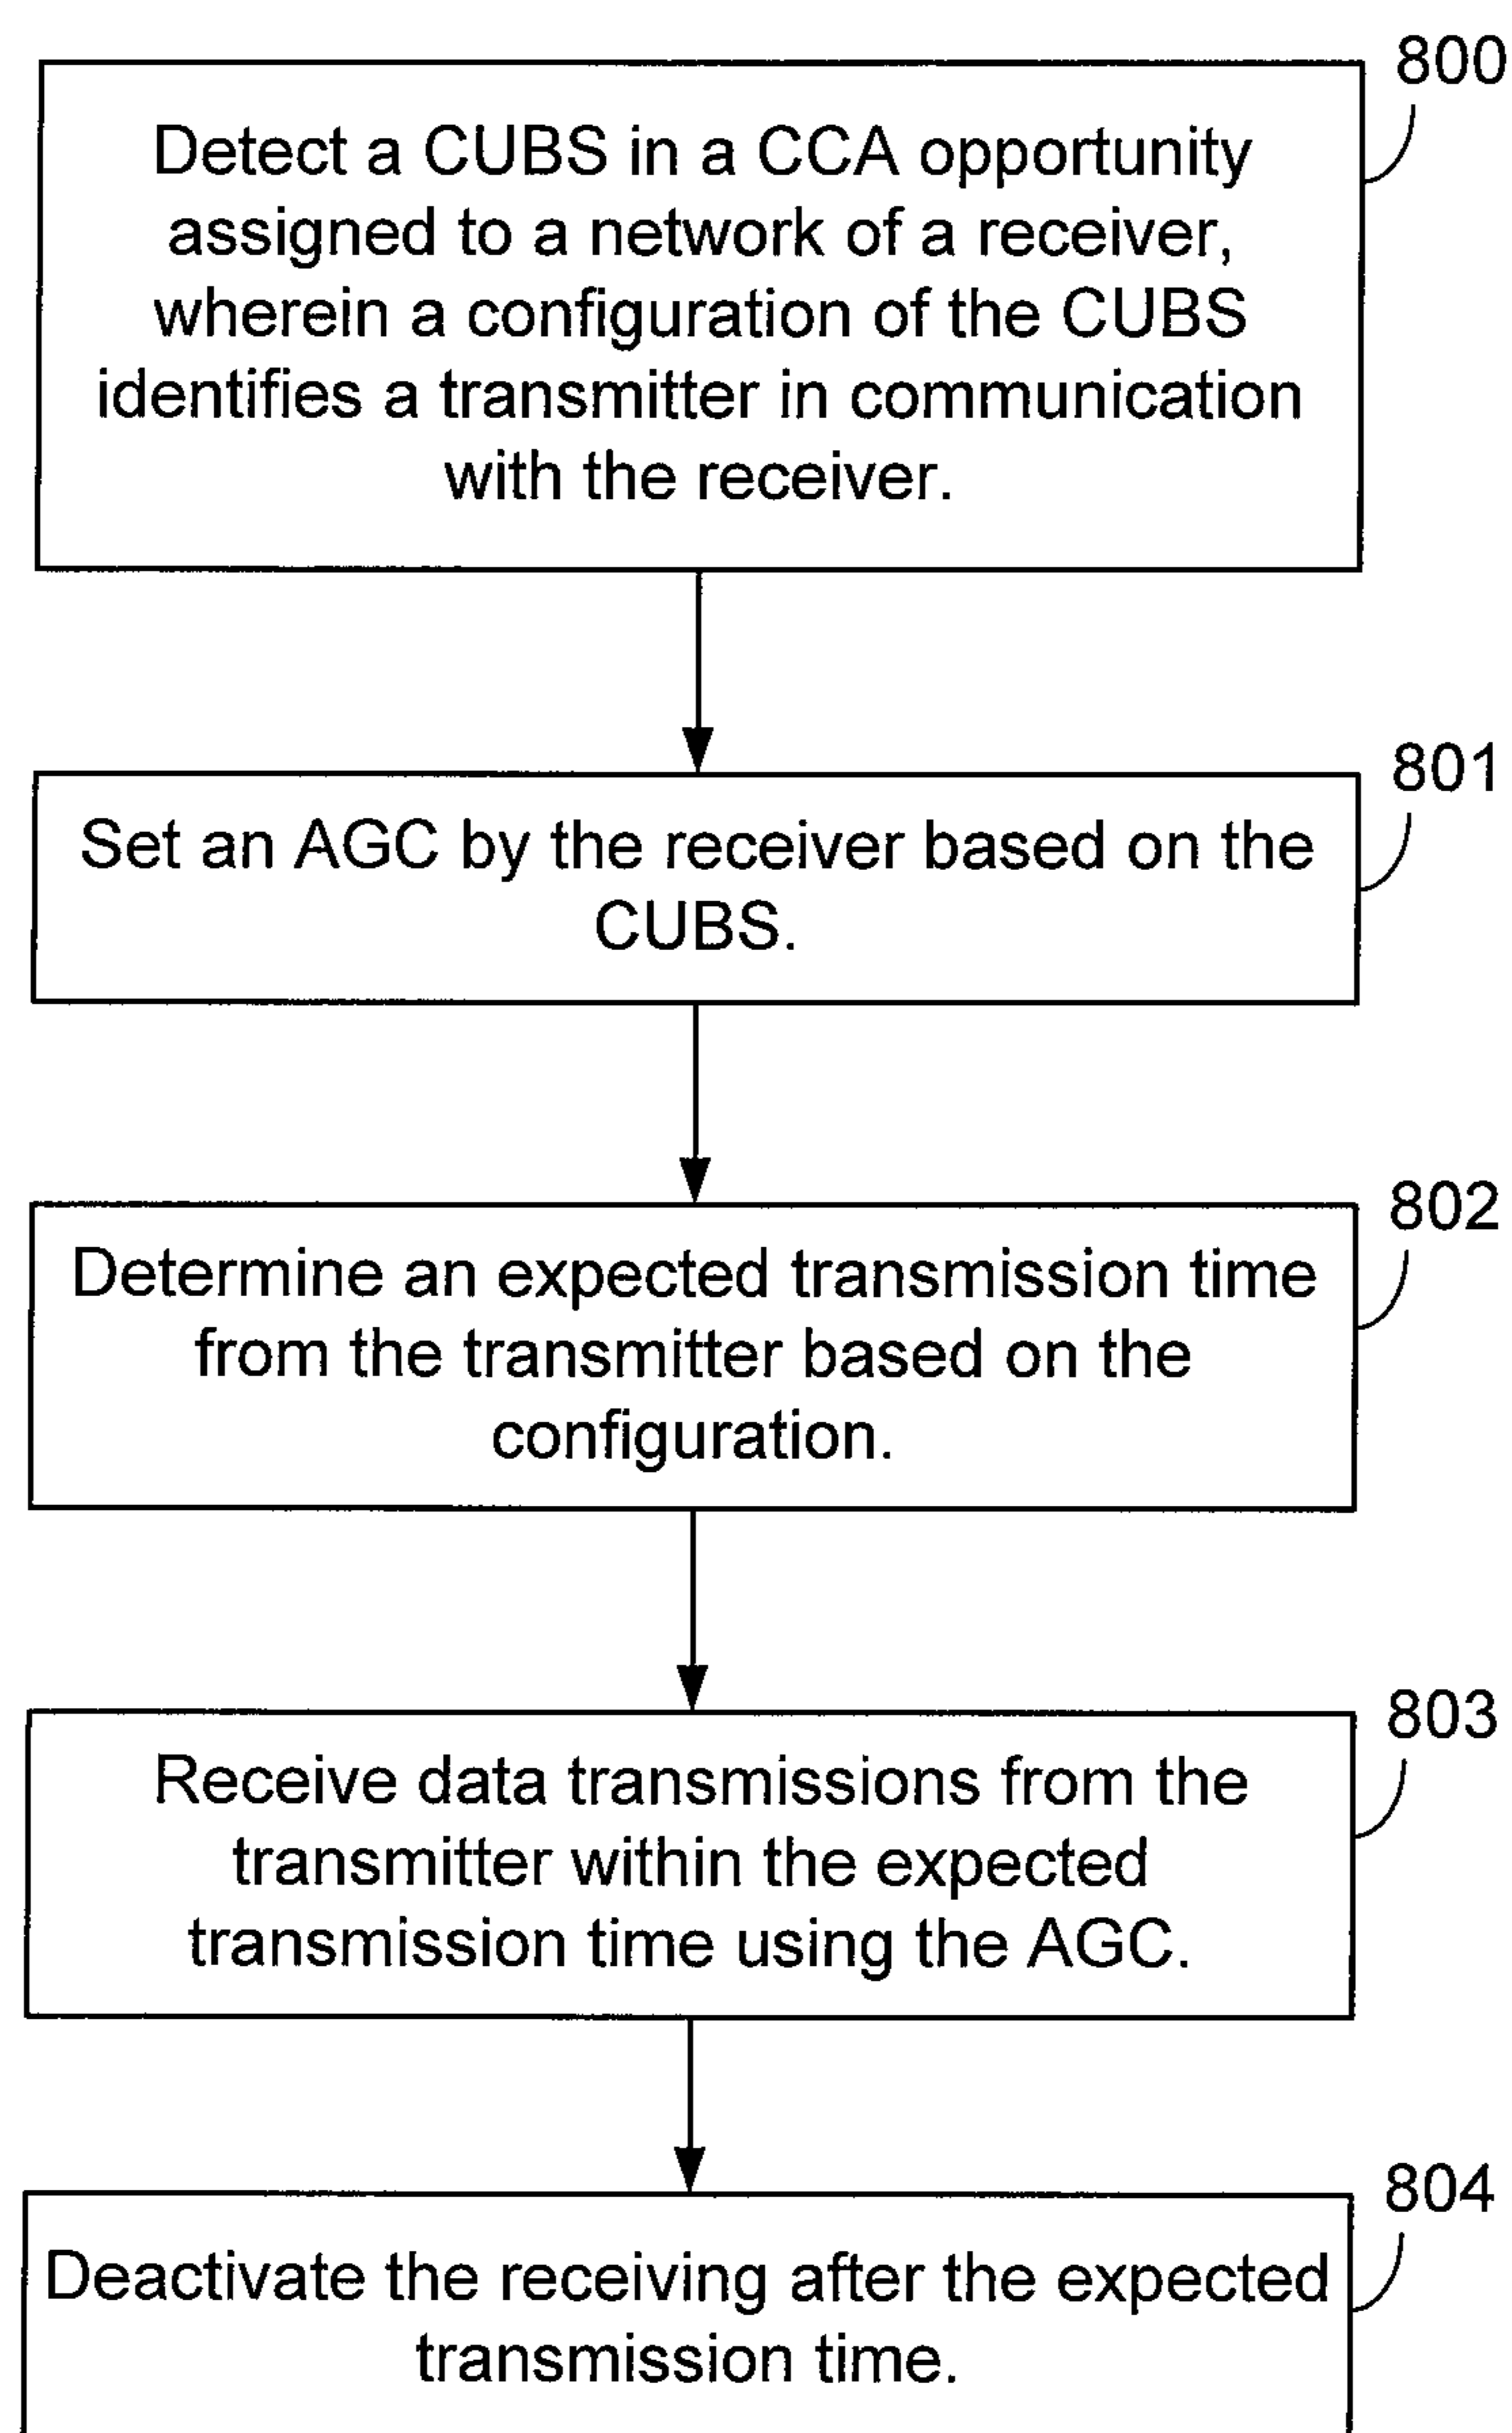 800
Detect a CUBS in a CCA opportunity
assigned to a network of a receiver,
wherein a configuration of the CUBS
identifies a transmitter in communication
with the receiver.
801
Set an AGC by the receiver based on the
CUBS.
802
Determine an expected transmission time
from the transmitter based on the
configuration.
803
Receive data transmissions from the
transmitter within the expected
transmission time using the AGC.
804
Deactivate the receiving after the expected
transmission time.